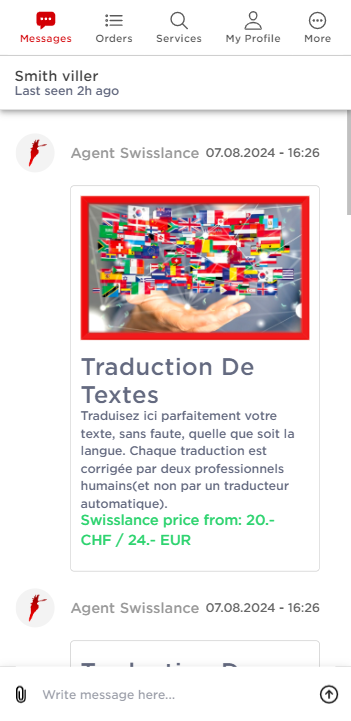 Messages
Orders
Services
My Profile
More
Smith viller
Last seen 2h ago
Agent Swisslance 07.08.2024 - 16:26
Traduction De
Textes
Traduisez ici parfaitement votre
texte, sans faute, quelle que soit la
langue. Chaque traduction est
corrigée par deux professionnels
humains(et non par un traducteur
automatique).
Swisslance price from: 20.-
CHF / 24.- EUR
Agent Swisslance 07.08.2024 - 16:26
Traduction De
Write message here...